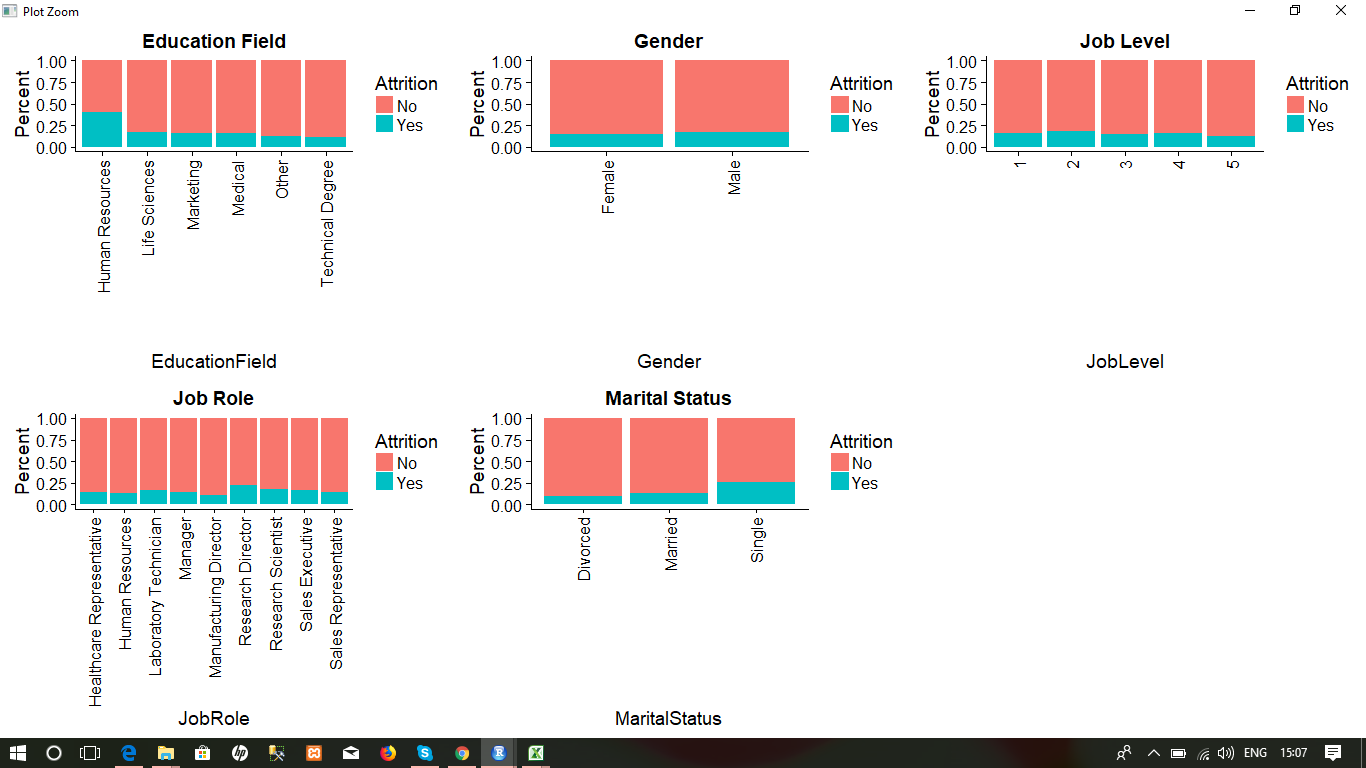 Plot Zoom
Education Field
Percent
1.00
0.75
0.50
0.25
0.00
Human Resources
Life Sciences
Marketing
Medical
Other
Technical Degree
EducationField
Attrition
No
Yes
Gender
Percent
1.00
0.75
0.50
0.25
0.00
Female
Male
Gender
Attrition
No
Yes
Job Level
Percent
1.00
0.75
0.50
0.25
0.00
1
2
3
4
5
JobLevel
Attrition
No
Yes
Job Role
Percent
1.00
0.75
0.50
0.25
0.00
Healthcare Representative
Human Resources
Laboratory Technician
Manager
Manufacturing Director
Research Director
Research Scientist
Sales Executive
Sales Representative
JobRole
Attrition
No
Yes
Marital Status
Percent
1.00
0.75
0.50
0.25
0.00
Divorced
Married
Single
MaritalStatus
Attrition
No
Yes
ENG
15:07